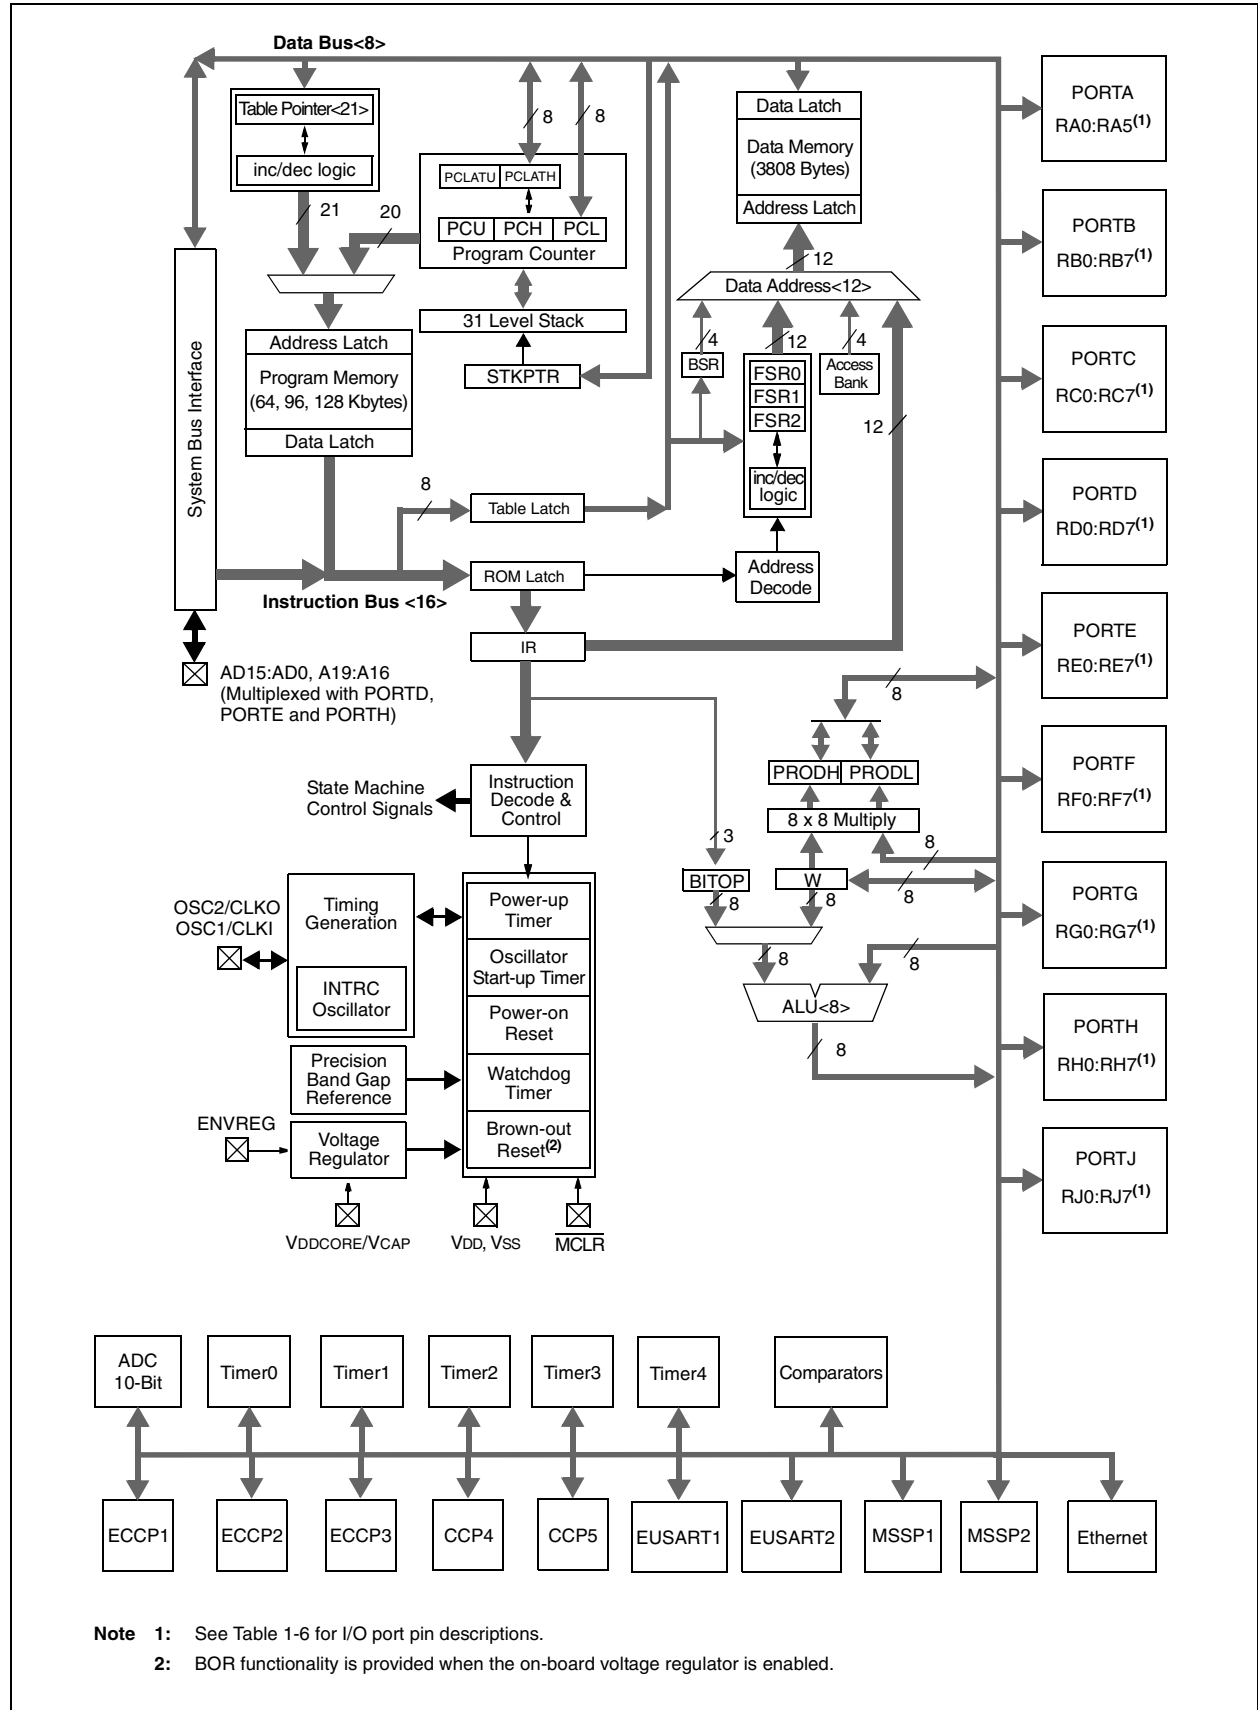 Data Bus<8>
Table Pointer<21>
inc/dec logic
21
20
8
8
PCLATU PCLATH
PCU PCH PCL
Program Counter
31 Level Stack
STKPTR
Data Latch
Data Memory
(3808 Bytes)
Address Latch
12
Data Address<12>
4
12
4
BSR
FSR0
FSR1
FSR2
inc/dec
logic
Access
Bank
12
System Bus Interface
Address Latch
Program Memory
(64, 96, 128 Kbytes)
Data Latch
8
Table Latch
ROM Latch
Address
Decode
Instruction Bus <16>
IR
AD15:AD0, A19:A16
(Multiplexed with PORTD,
PORTE and PORTH)
8
PRODH PRODL
8 x 8 Multiply
State Machine
Control Signals
Instruction
Decode &
Control
3
8
BITOP
W
8
8
8
8
8
ALU<8>
8
OSC2/CLKO
OSC1/CLKI
Timing
Generation
INTRC
Oscillator
Power-up
Timer
Oscillator
Start-up Timer
Power-on
Reset
Watchdog
Timer
Brown-out
Reset(2)
Precision
Band Gap
Reference
ENVREG
Voltage
Regulator
VDDCORE/VCAP
VDD, VSS
MCLR
PORTA
RA0:RA5(1)
PORTB
RB0:RB7(1)
PORTC
RC0:RC7(1)
PORTD
RD0:RD7(1)
PORTE
RE0:RE7(1)
PORTF
RF0:RF7(1)
PORTG
RG0:RG7(1)
PORTH
RH0:RH7(1)
PORTJ
RJ0:RJ7(1)
ADC
10-Bit
Timer0
Timer1
Timer2
Timer3
Timer4
Comparators
ECCP1
ECCP2
ECCP3
CCP4
CCP5
EUSART1
EUSART2
MSSP1
MSSP2
Ethernet
Note 1: See Table 1-6 for I/O port pin descriptions.
2: BOR functionality is provided when the on-board voltage regulator is enabled.